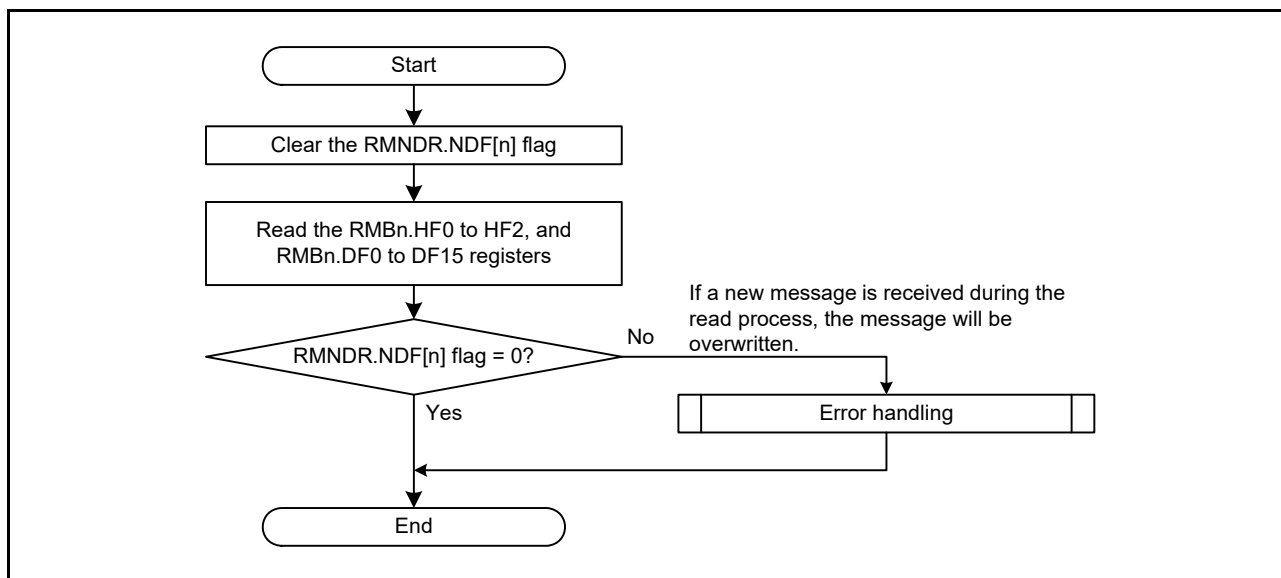 Start
Clear the RMNDR.NDF[n] flag
Read the RMBn.HF0 to HF2, and
RMBn.DF0 to DF15 registers
If a new message is received during the
read process, the message will be
overwritten.
No
RMNDR.NDF[n] flag = 0?
Yes
Error handling
End